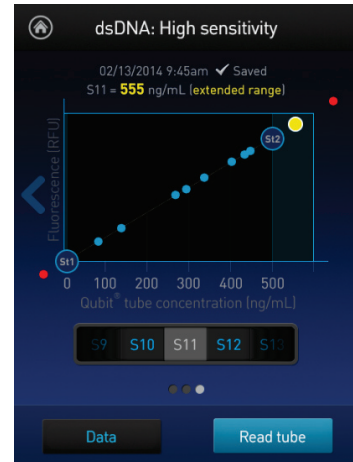 dsDNA: High sensitivity
02/13/2014 9:45am ✓ Saved
S11 = 555 ng/mL (extended range)
Fluorescence [RFU]
St2
St1
0 100 200 300 400 500
Qubit® tube concentration (ng/mL)
S9 S10 S11 S12 S13
Data Read tube